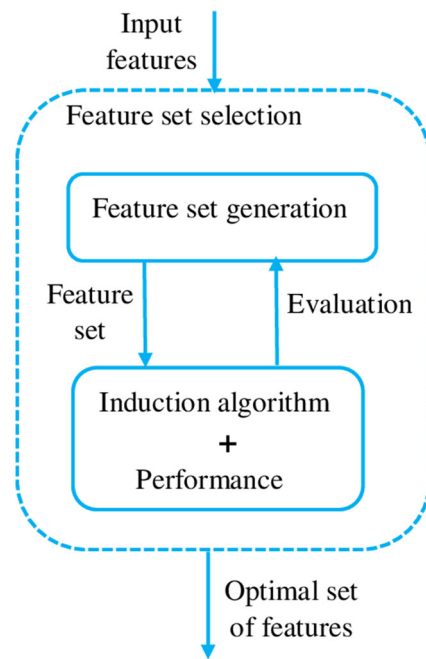 Input
features
Feature set selection
Feature set generation
Feature
set
Evaluation
Induction algorithm
+
Performance
Optimal set
of features